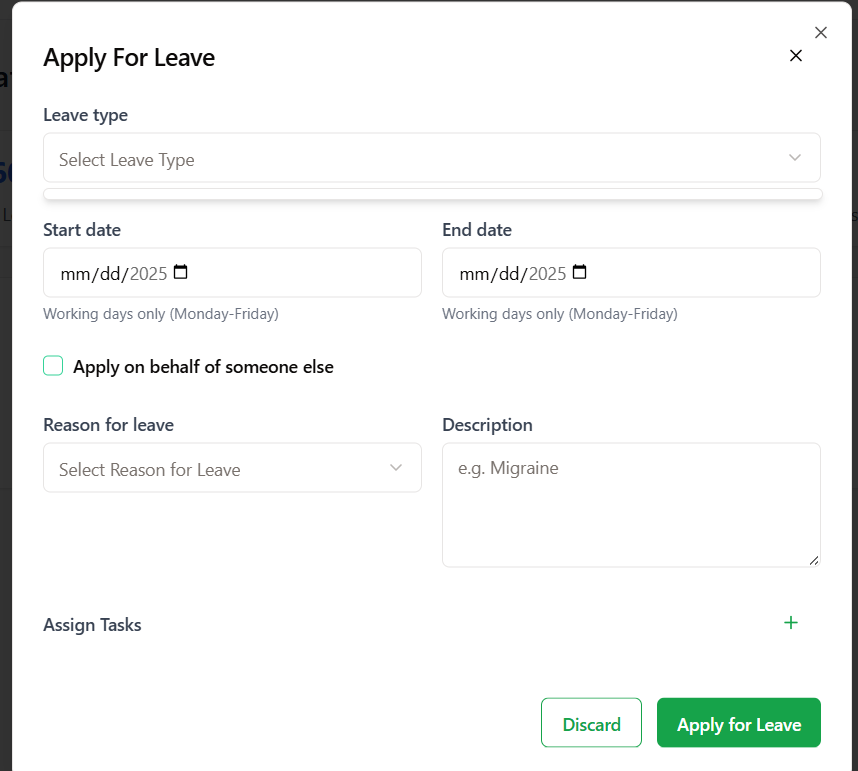 Apply For Leave
Leave type
Select Leave Type
Start date
End date
mm/dd/2025
mm/dd/2025
Working days only (Monday-Friday)
Working days only (Monday-Friday)
Apply on behalf of someone else
Reason for leave
Description
Select Reason for Leave
e.g. Migraine
Assign Tasks
Discard
Apply for Leave